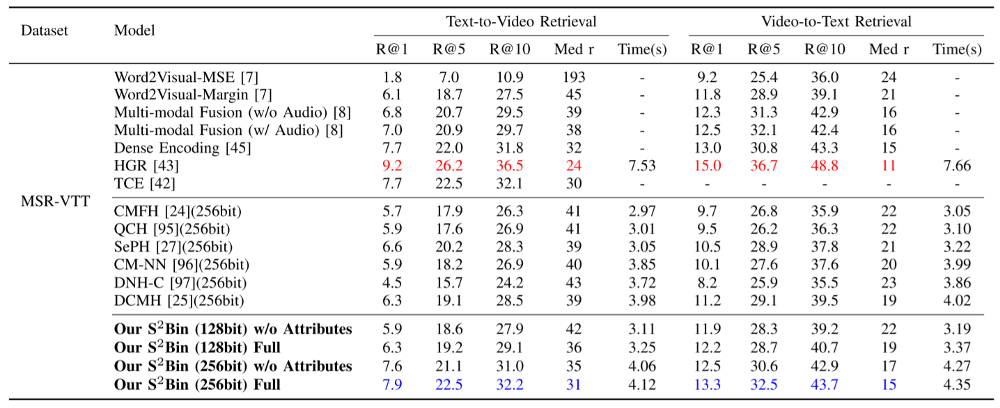 Dataset Model Text-to-Video Retrieval Video-to-Text Retrieval
R@1 R@5 R@10 Med r Time(s) R@1 R@5 R@10 Med r Time(s)
MSR-VTT
Word2Visual-MSE [7] 1.8 7.0 10.9 193 - 9.2 25.4 36.0 24 -
Word2Visual-Margin [7] 6.1 18.7 27.5 45 - 11.8 28.9 39.1 21 -
Multi-modal Fusion (w/o Audio) [8] 6.8 20.7 29.5 39 - 12.3 31.3 42.9 16 -
Multi-modal Fusion (w/ Audio) [8] 7.0 20.9 29.7 38 - 12.5 32.1 42.4 16 -
Dense Encoding [45] 7.7 22.0 31.8 32 - 13.0 30.8 43.3 15 -
HGR [43] 9.2 26.2 36.5 24 7.53 15.0 36.7 48.8 11 7.66
TCE [42] 7.7 22.5 32.1 30 - - - - - -
CMFH [24](256bit) 5.7 17.9 26.3 41 2.97 9.7 26.8 35.9 22 3.05
QCH [95](256bit) 5.9 17.6 26.9 41 3.01 9.5 26.2 36.3 22 3.10
SePH [27](256bit) 6.6 20.2 28.3 39 3.05 10.5 28.9 37.8 21 3.22
CM-NN [96](256bit) 5.9 18.2 26.9 40 3.85 10.1 27.6 37.6 20 3.99
DNH-C [97](256bit) 4.5 15.7 24.2 43 3.72 8.2 25.9 35.5 23 3.86
DCMH [25](256bit) 6.3 19.1 28.5 39 3.98 11.2 29.1 39.5 19 4.02
Our S²Bin (128bit) w/o Attributes 5.9 18.6 27.9 42 3.11 11.9 28.3 39.2 22 3.19
Our S²Bin (128bit) Full 6.3 19.2 29.1 36 3.25 12.2 28.7 40.7 19 3.37
Our S²Bin (256bit) w/o Attributes 7.6 21.1 31.0 35 4.06 12.5 30.6 42.9 17 4.27
Our S²Bin (256bit) Full 7.9 22.5 32.2 31 4.12 13.3 32.5 43.7 15 4.35